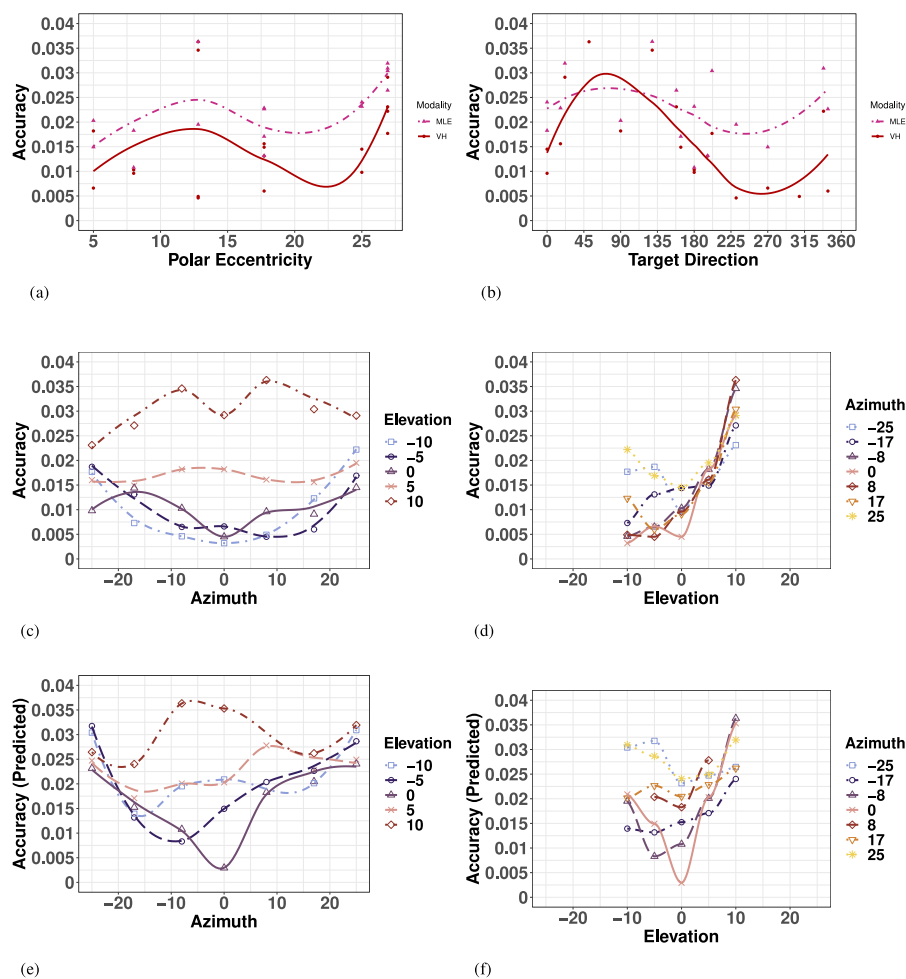 0.04
0.035
0.03
0.025
0.02
0.015
0.01
0.005
0
Accuracy
5 10 15 20 25
Polar Eccentricity
Modality
MLE
VH
(a)
0.04
0.035
0.03
0.025
0.02
0.015
0.01
0.005
0
Accuracy
0 45 90 135 180 225 270 315 360
Target Direction
Modality
MLE
VH
(b)
0.04
0.035
0.03
0.025
0.02
0.015
0.01
0.005
0
Accuracy
−20 −10 0 10 20
Azimuth
Elevation
−10
−5
0
5
10
(c)
0.04
0.035
0.03
0.025
0.02
0.015
0.01
0.005
0
Accuracy
−20 −10 0 10 20
Elevation
Azimuth
−25
−17
−8
0
8
17
25
(d)
0.04
0.035
0.03
0.025
0.02
0.015
0.01
0.005
0
Accuracy (Predicted)
−20 −10 0 10 20
Azimuth
Elevation
−10
−5
0
5
10
(e)
0.04
0.035
0.03
0.025
0.02
0.015
0.01
0.005
0
Accuracy (Predicted)
−20 −10 0 10 20
Elevation
Azimuth
−25
−17
−8
0
8
17
25
(f)